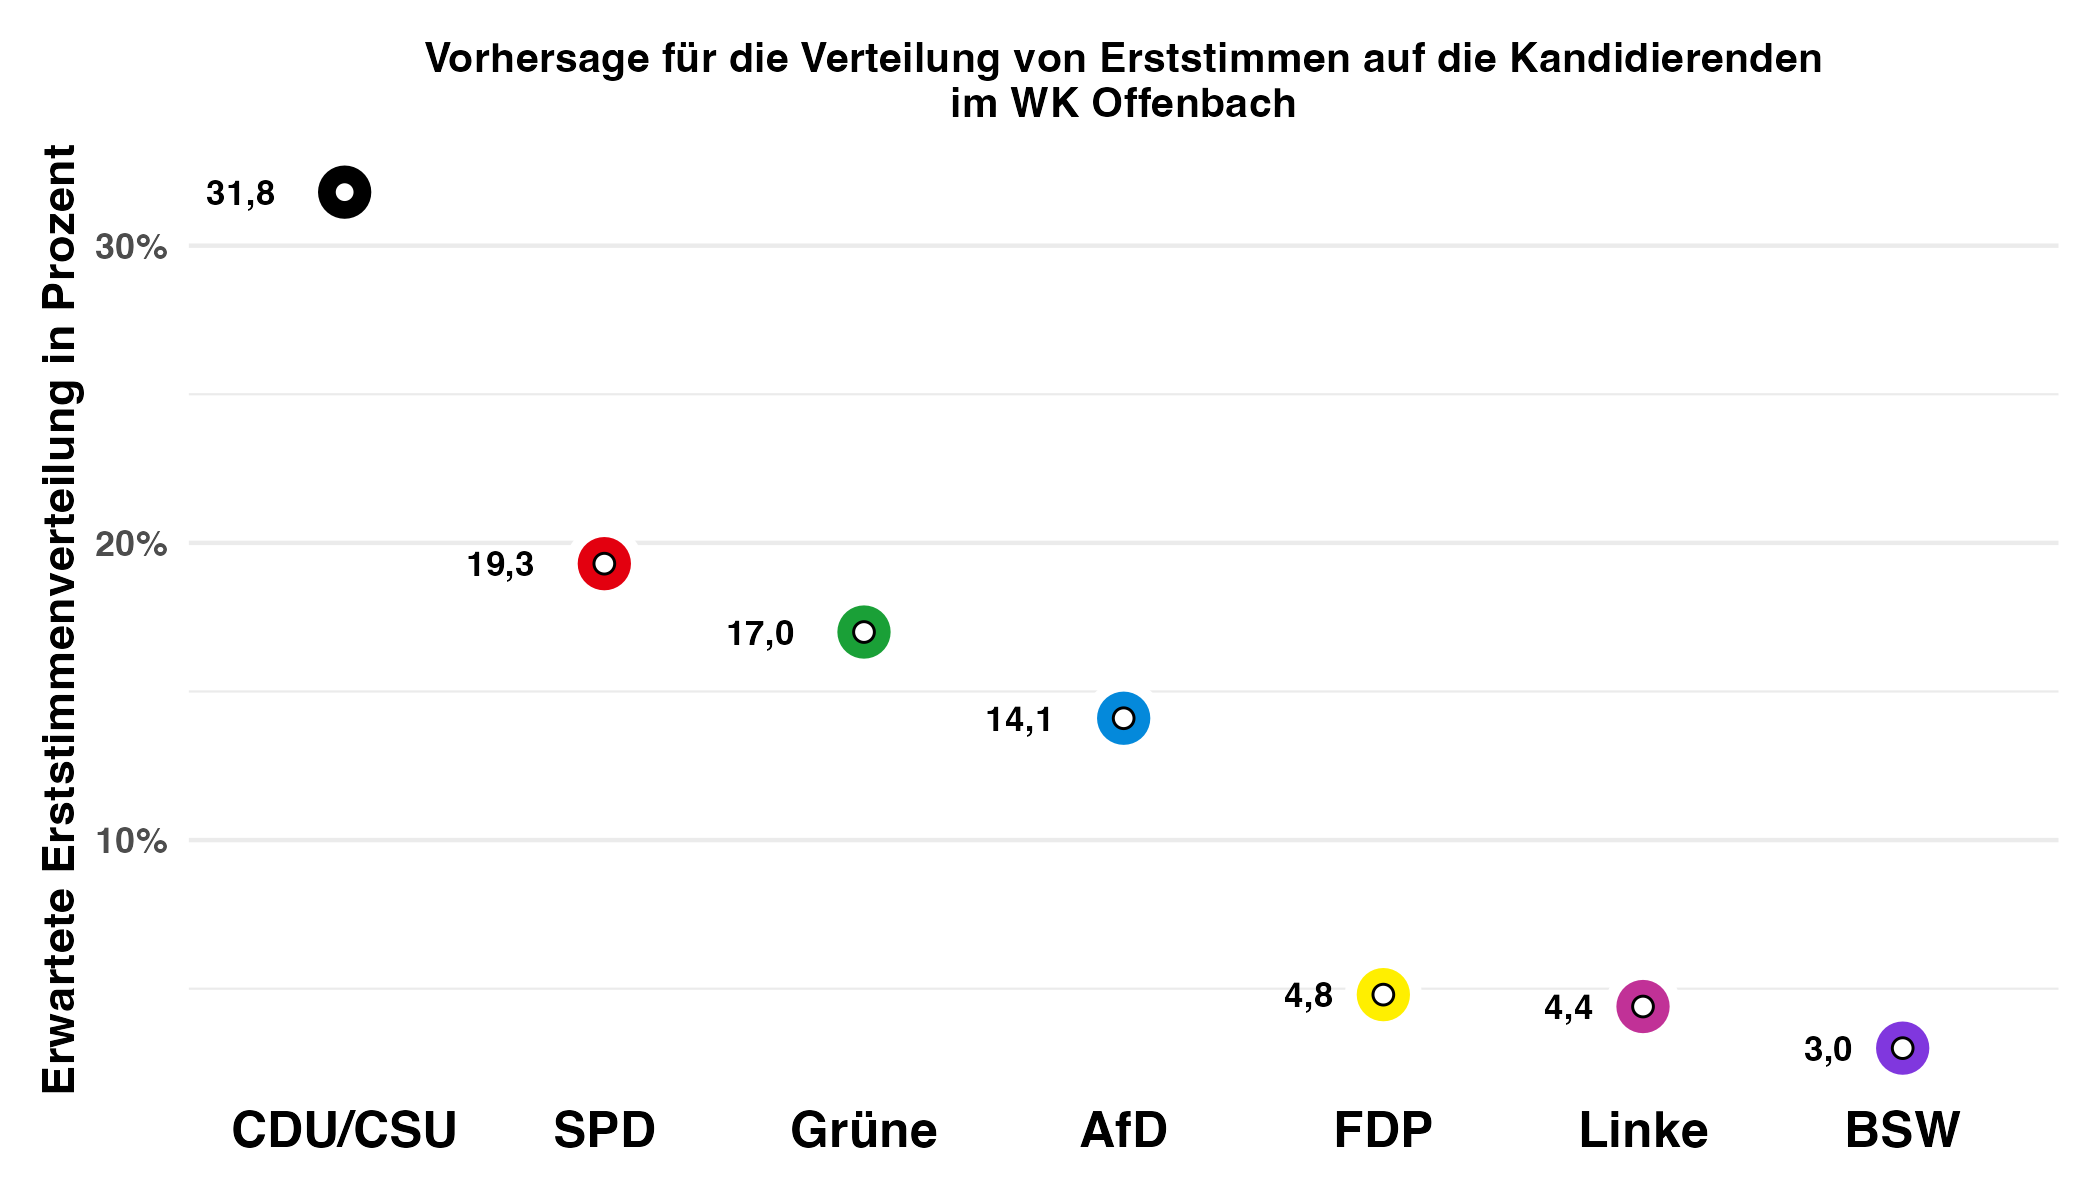 Vorhersage für die Verteilung von Erststimmen auf die Kandidierenden
im WK Offenbach
Erwartete Erststimmenverteilung in Prozent
30%
20%
10%
31,8
19,3
17,0
14,1
4,8
4,4
3,0
CDU/CSU
SPD
Grüne
AfD
FDP
Linke
BSW